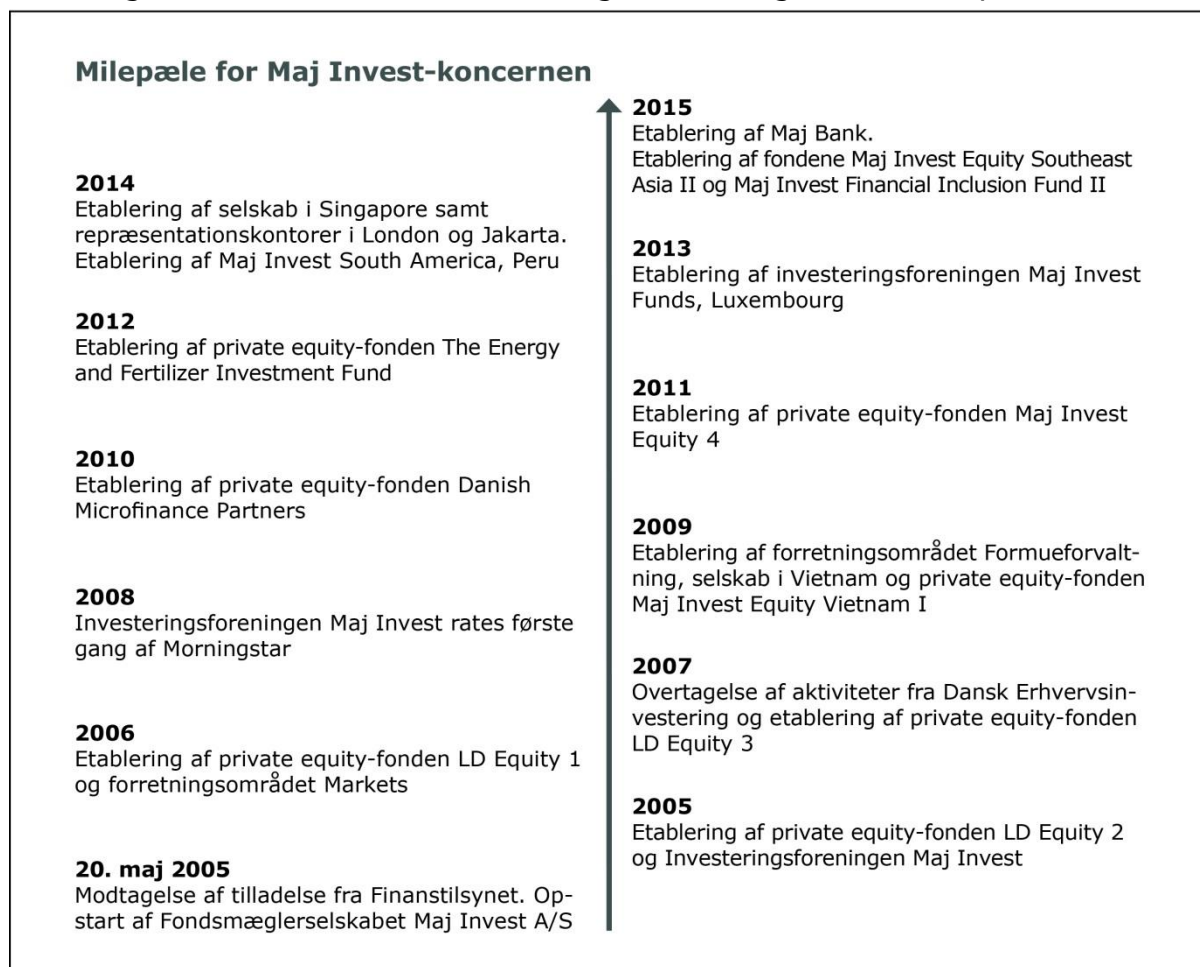 Milepæle for Maj Invest-koncernen
2014
Etablering af selskab i Singapore samt
repræsentationskontorer i London og Jakarta.
Etablering af Maj Invest South America, Peru
2012
Etablering af private equity-fonden The Energy
and Fertilizer Investment Fund
2010
Etablering af private equity-fonden Danish
Microfinance Partners
2008
Investeringsforeningen Maj Invest rates første
gang af Morningstar
2006
Etablering af private equity-fonden LD Equity 1
og forretningsområdet Markets
20. maj 2005
Modtagelse af tilladelse fra Finanstilsynet. Op-
start af Fondsmæglerselskabet Maj Invest A/S
2015
Etablering af Maj Bank.
Etablering af fondene Maj Invest Equity Southeast
Asia II og Maj Invest Financial Inclusion Fund II
2013
Etablering af investeringsforeningen Maj Invest
Funds, Luxembourg
2011
Etablering af private equity-fonden Maj Invest
Equity 4
2009
Etablering af forretningsområdet Formueforvalt-
ning, selskab i Vietnam og private equity-fonden
Maj Invest Equity Vietnam I
2007
Overtagelse af aktiviteter fra Dansk Erhvervsin-
vestering og etablering af private equity-fonden
LD Equity 3
2005
Etablering af private equity-fonden LD Equity 2
og Investeringsforeningen Maj Invest